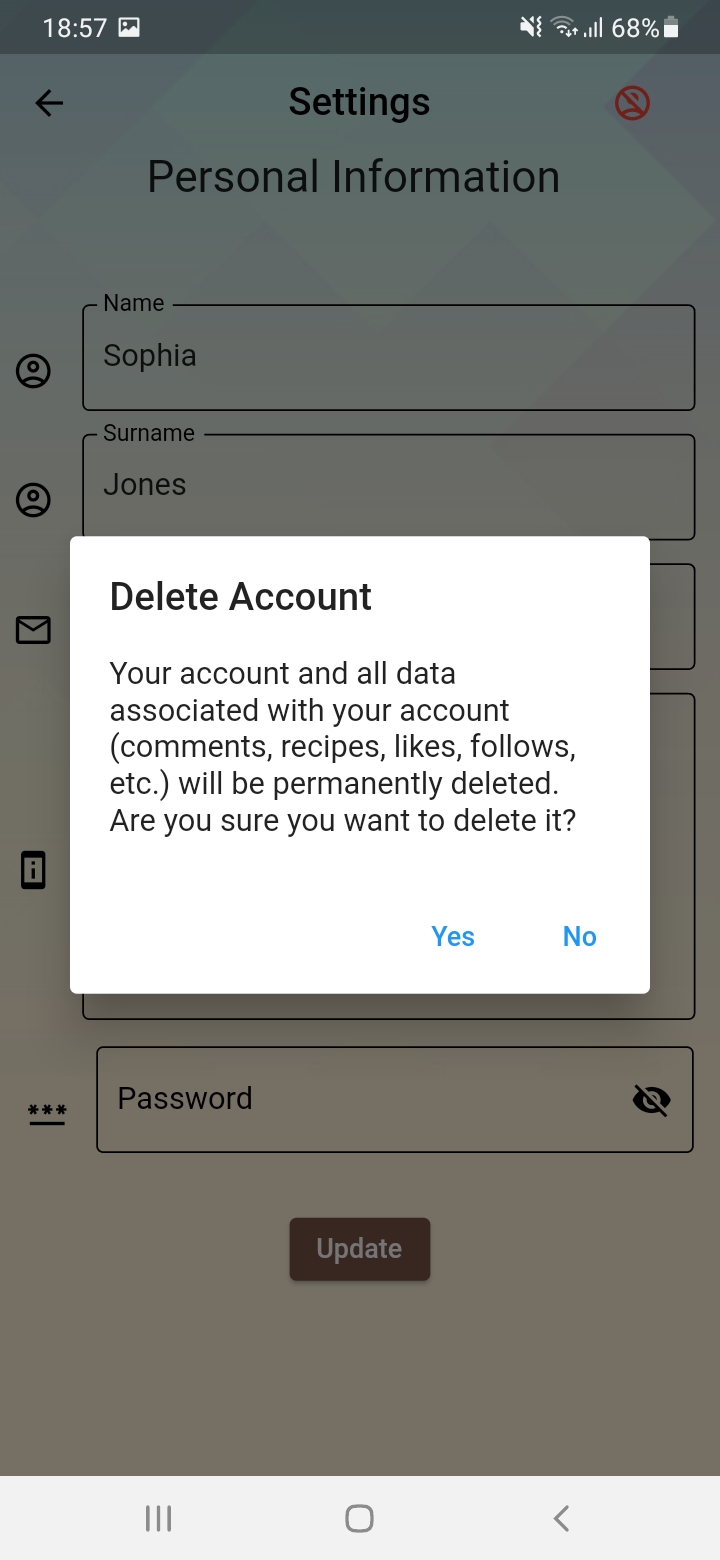 18:57
68%
Settings
Personal Information
Name
Sophia
Surname
Jones
Delete Account
Your account and all data
associated with your account
(comments, recipes, likes, follows,
etc.) will be permanently deleted.
Are you sure you want to delete it?
Yes No
Password
Update